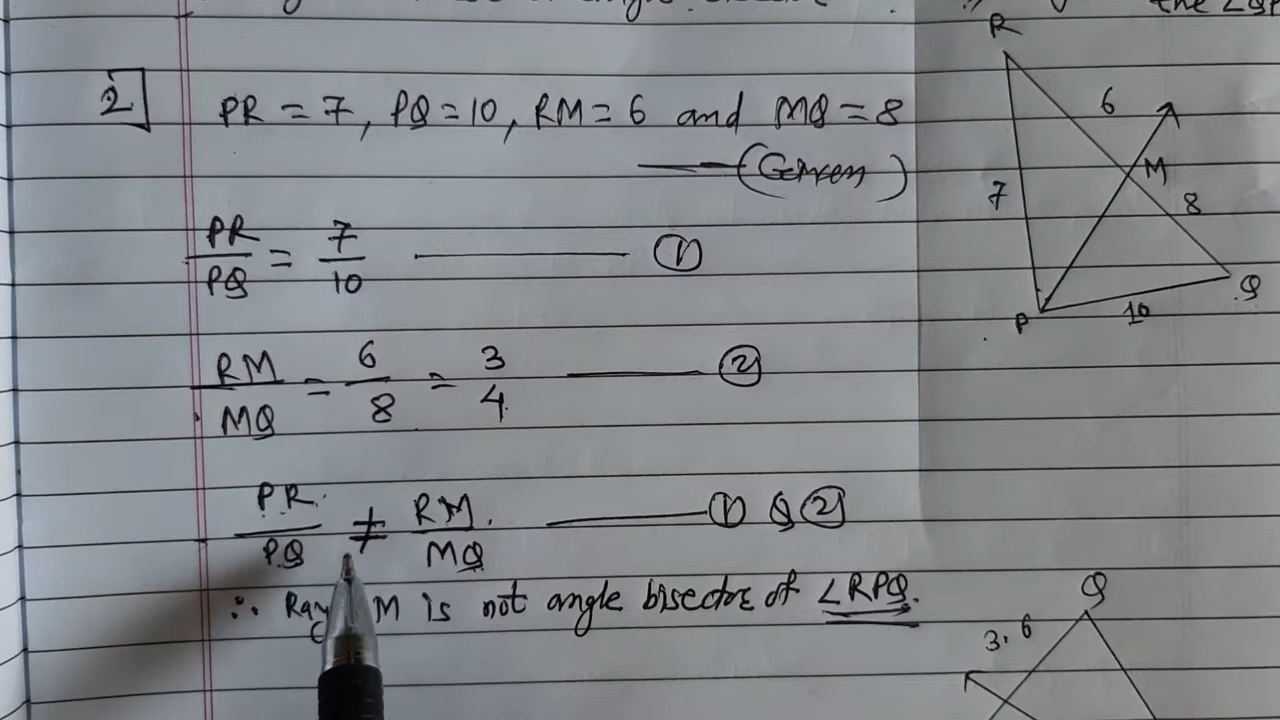 the ∠QP
2] PR = 7, PQ = 10, RM = 6 and MQ = 8
(Given)
PR/PQ = 7/10 ——— ①
RM/MQ = 6/8 = 3/4 ——— ②
PR/PQ ≠ RM/MQ ——— ① & ②
∴ Ray M is not angle bisector of ∠RPQ.
R
6
M
7
8
P
10
Q
Q
3.6